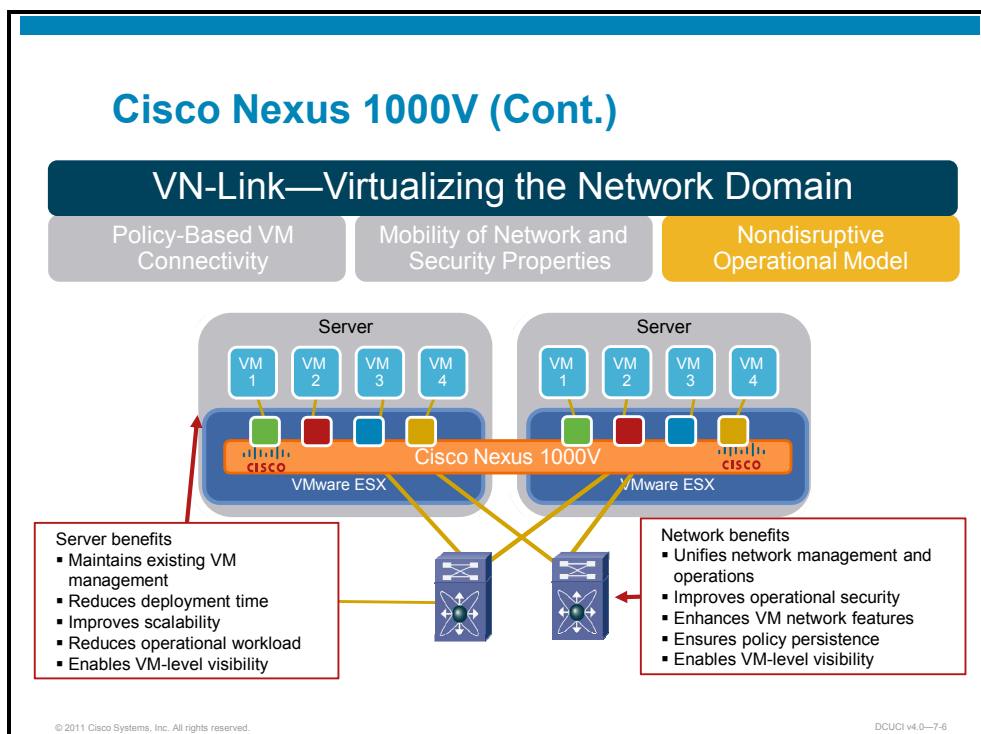 Cisco Nexus 1000V (Cont.)
VN-Link—Virtualizing the Network Domain
Policy-Based VM
Connectivity
Mobility of Network and
Security Properties
Nondisruptive
Operational Model
Server
VM
1
VM
2
VM
3
VM
4
Server
VM
1
VM
2
VM
3
VM
4
Cisco Nexus 1000V
CISCO
CISCO
VMware ESX
VMware ESX
Server benefits
▪ Maintains existing VM
management
▪ Reduces deployment time
▪ Improves scalability
▪ Reduces operational workload
▪ Enables VM-level visibility
Network benefits
▪ Unifies network management and
operations
▪ Improves operational security
▪ Enhances VM network features
▪ Ensures policy persistence
▪ Enables VM-level visibility
© 2011 Cisco Systems, Inc. All rights reserved.
DCUCI v4.0—7-6